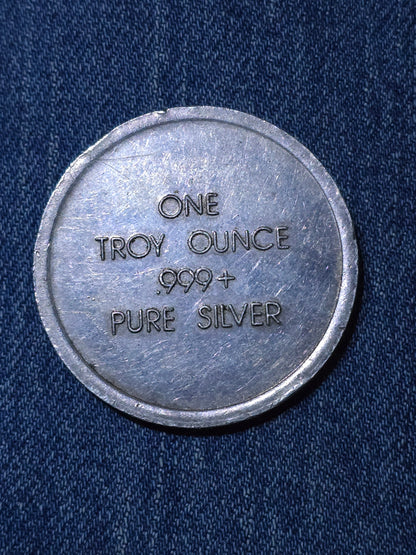 ONE
TROY OUNCE
.999+
PURE SILVER